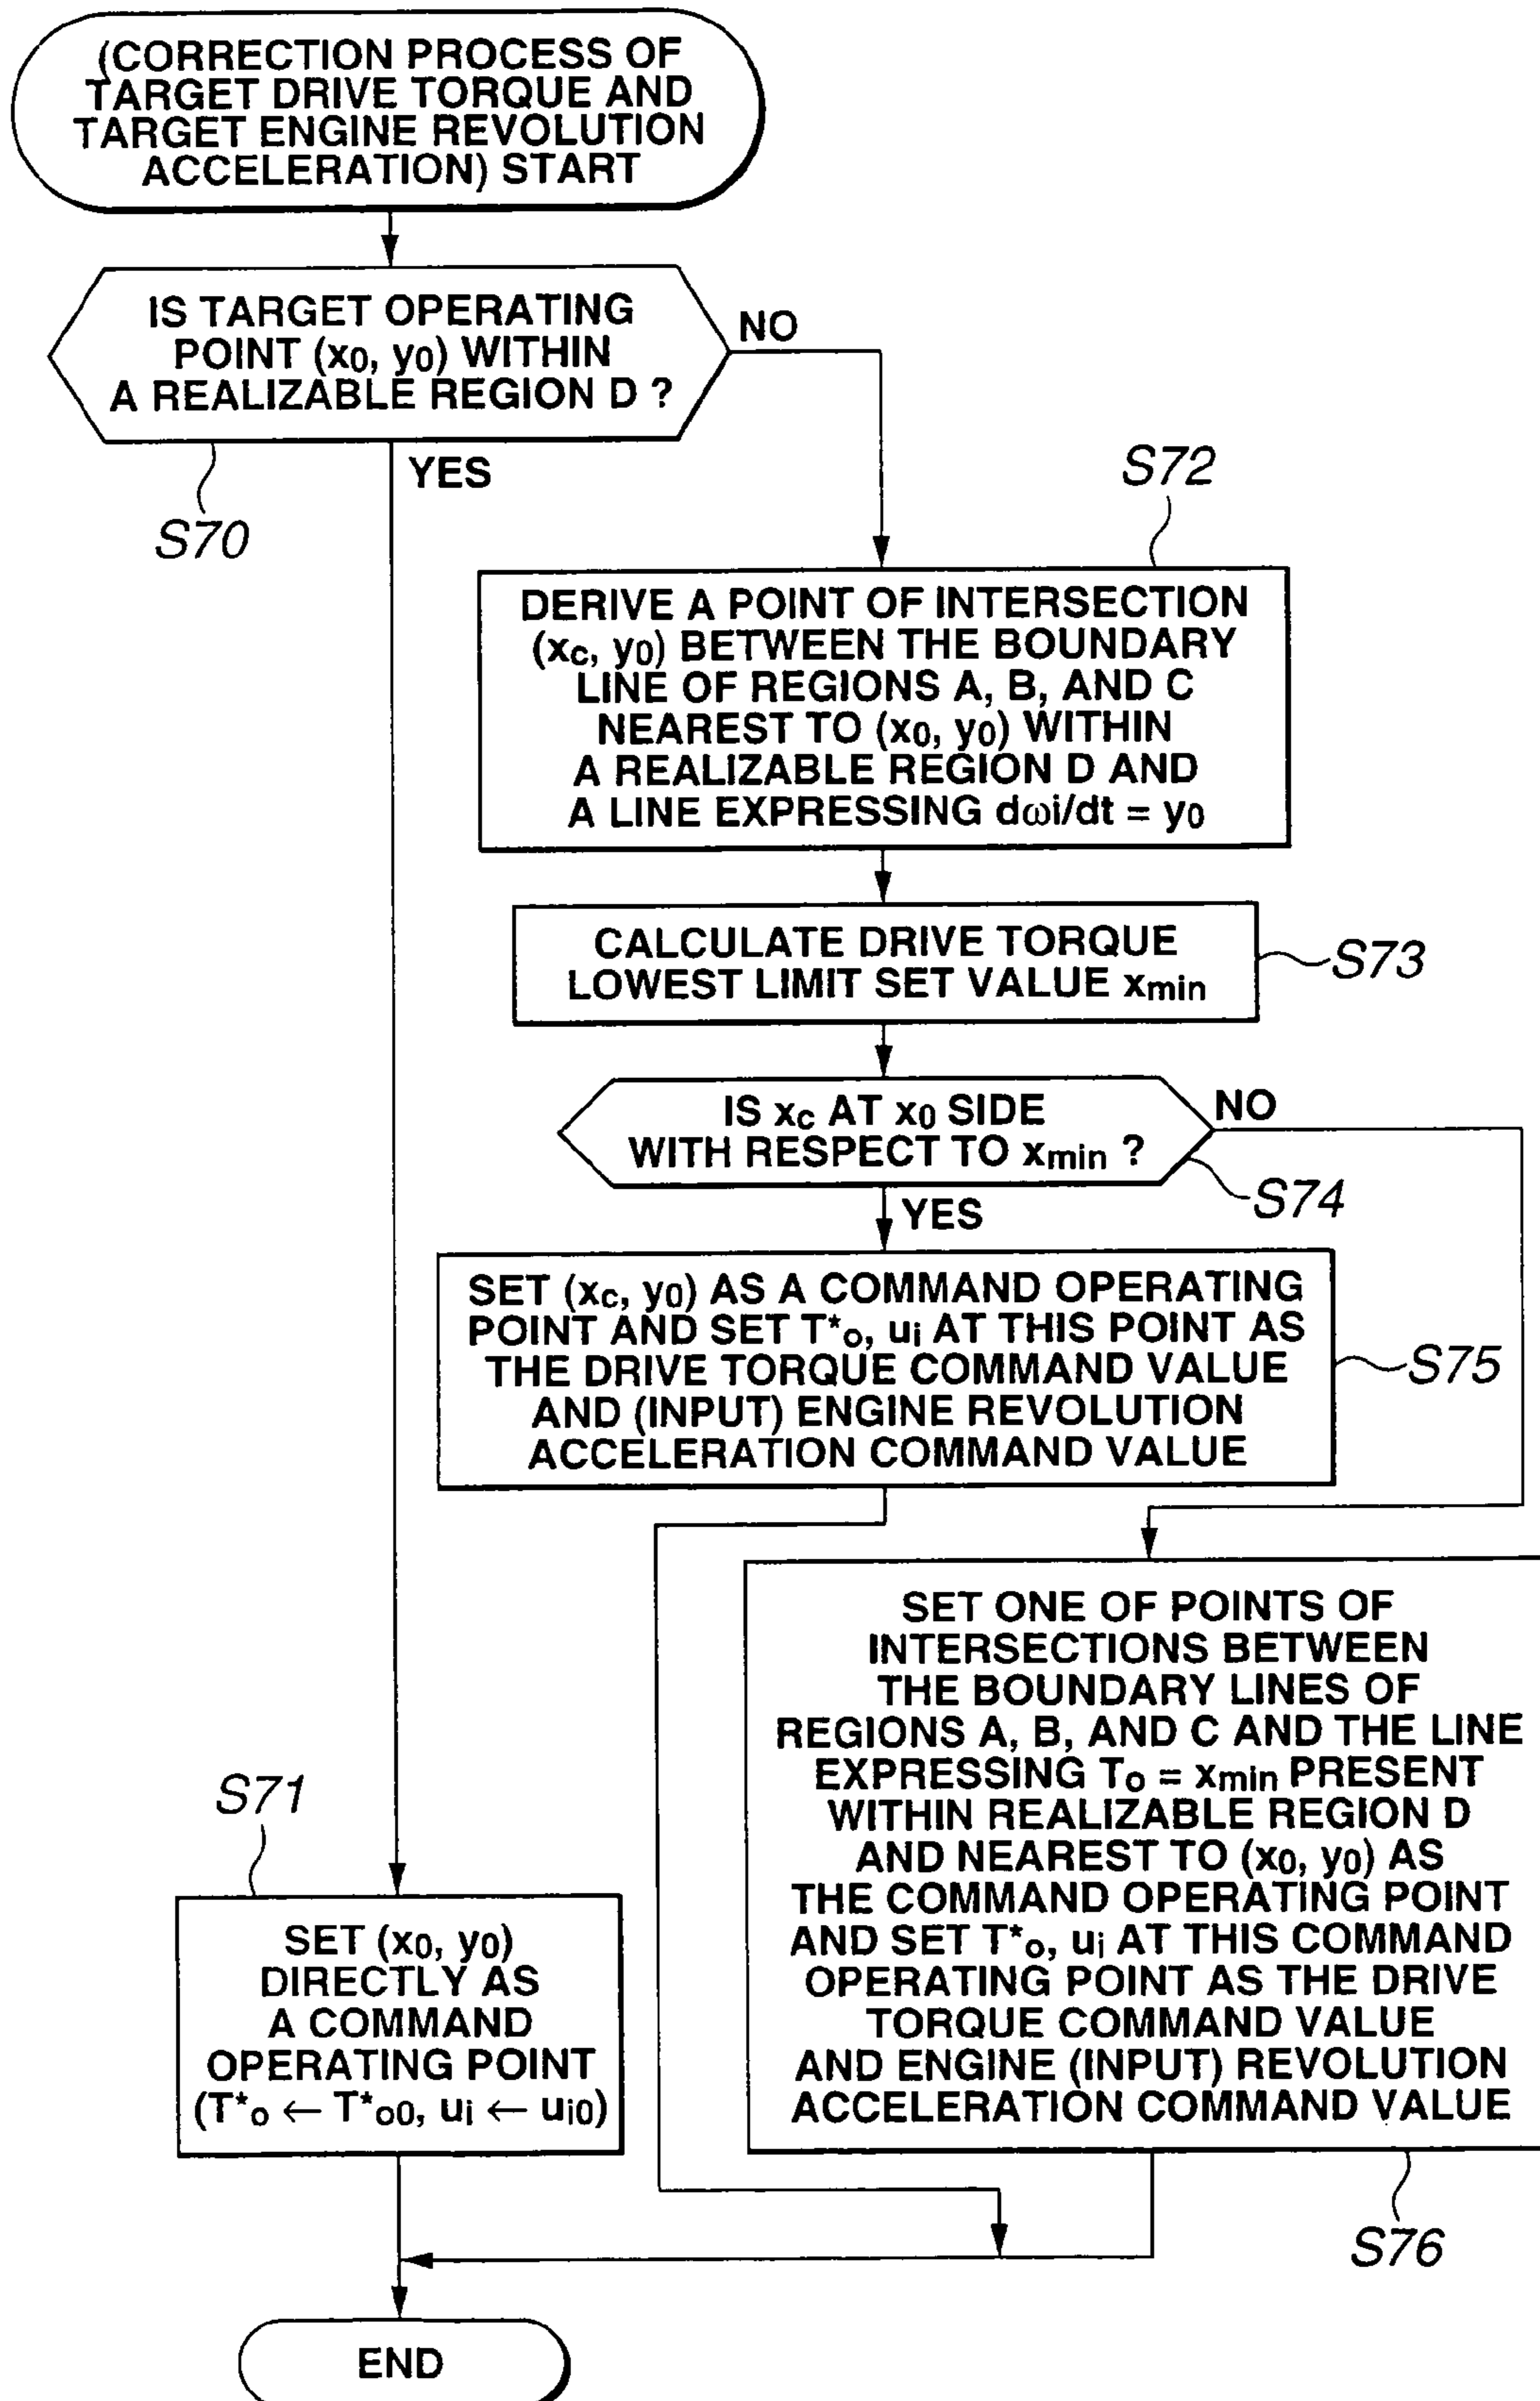 (CORRECTION PROCESS OF
TARGET DRIVE TORQUE AND
TARGET ENGINE REVOLUTION
ACCELERATION) START
IS TARGET OPERATING
POINT (x0, y0) WITHIN
A REALIZABLE REGION D ?
NO
YES
S70
S72
DERIVE A POINT OF INTERSECTION
(xc, y0) BETWEEN THE BOUNDARY
LINE OF REGIONS A, B, AND C
NEAREST TO (x0, y0) WITHIN
A REALIZABLE REGION D AND
A LINE EXPRESSING dωi/dt = y0
CALCULATE DRIVE TORQUE
LOWEST LIMIT SET VALUE xmin
S73
IS xc AT x0 SIDE
WITH RESPECT TO xmin ?
NO
S74
YES
SET (xc, y0) AS A COMMAND OPERATING
POINT AND SET T*o, ui AT THIS POINT AS
THE DRIVE TORQUE COMMAND VALUE
AND (INPUT) ENGINE REVOLUTION
ACCELERATION COMMAND VALUE
S75
SET ONE OF POINTS OF
INTERSECTIONS BETWEEN
THE BOUNDARY LINES OF
REGIONS A, B, AND C AND THE LINE
EXPRESSING To = xmin PRESENT
WITHIN REALIZABLE REGION D
AND NEAREST TO (x0, y0) AS
THE COMMAND OPERATING POINT
AND SET T*o, ui AT THIS COMMAND
OPERATING POINT AS THE DRIVE
TORQUE COMMAND VALUE
AND ENGINE (INPUT) REVOLUTION
ACCELERATION COMMAND VALUE
S76
S71
SET (x0, y0)
DIRECTLY AS
A COMMAND
OPERATING POINT
(T*o ← T*o0, ui ← ui0)
END